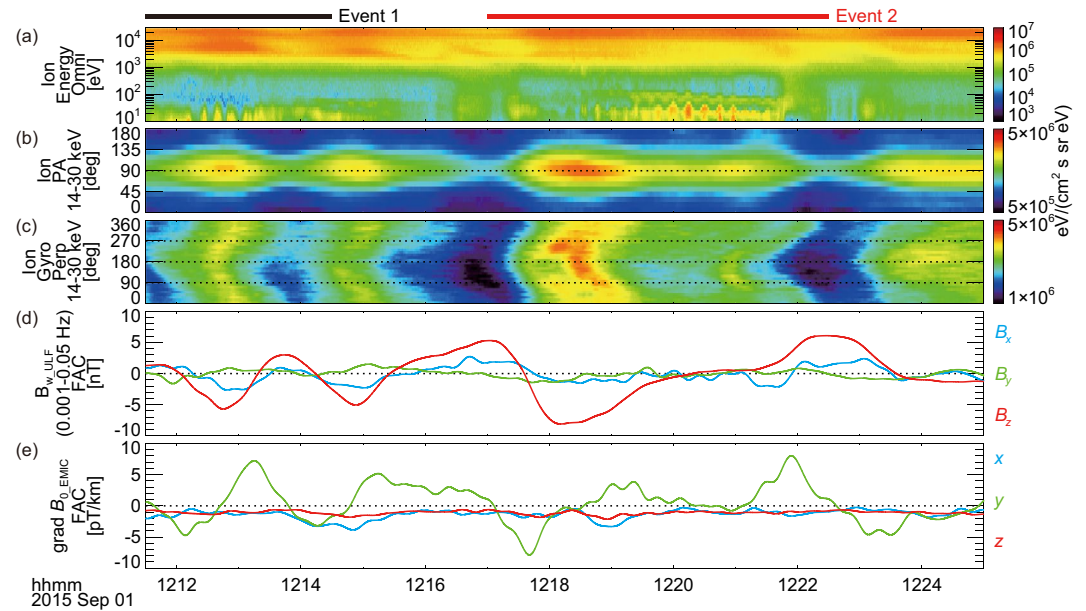 Event 1
Event 2
(a)
Ion
Energy
Omni
[eV]
10⁴
10³
10²
10¹
10⁷
10⁶
10⁵
10⁴
10³
(b)
Ion
PA
14-30 keV
[deg]
180
135
90
45
0
5×10⁶
5×10⁵
eV/(cm² s sr eV)
(c)
Ion
Gyro
Perp
14-30 keV
[deg]
360
270
180
90
0
5×10⁶
1×10⁶
(d)
B_w_ULF
(0.001-0.05 Hz)
FAC
[nT]
10
5
0
-5
-10
Bx
By
Bz
(e)
grad B_0_EMIC
FAC
[pT/km]
10
5
0
-5
-10
x
y
z
hhmm
1212
1214
1216
1218
1220
1222
1224
2015 Sep 01